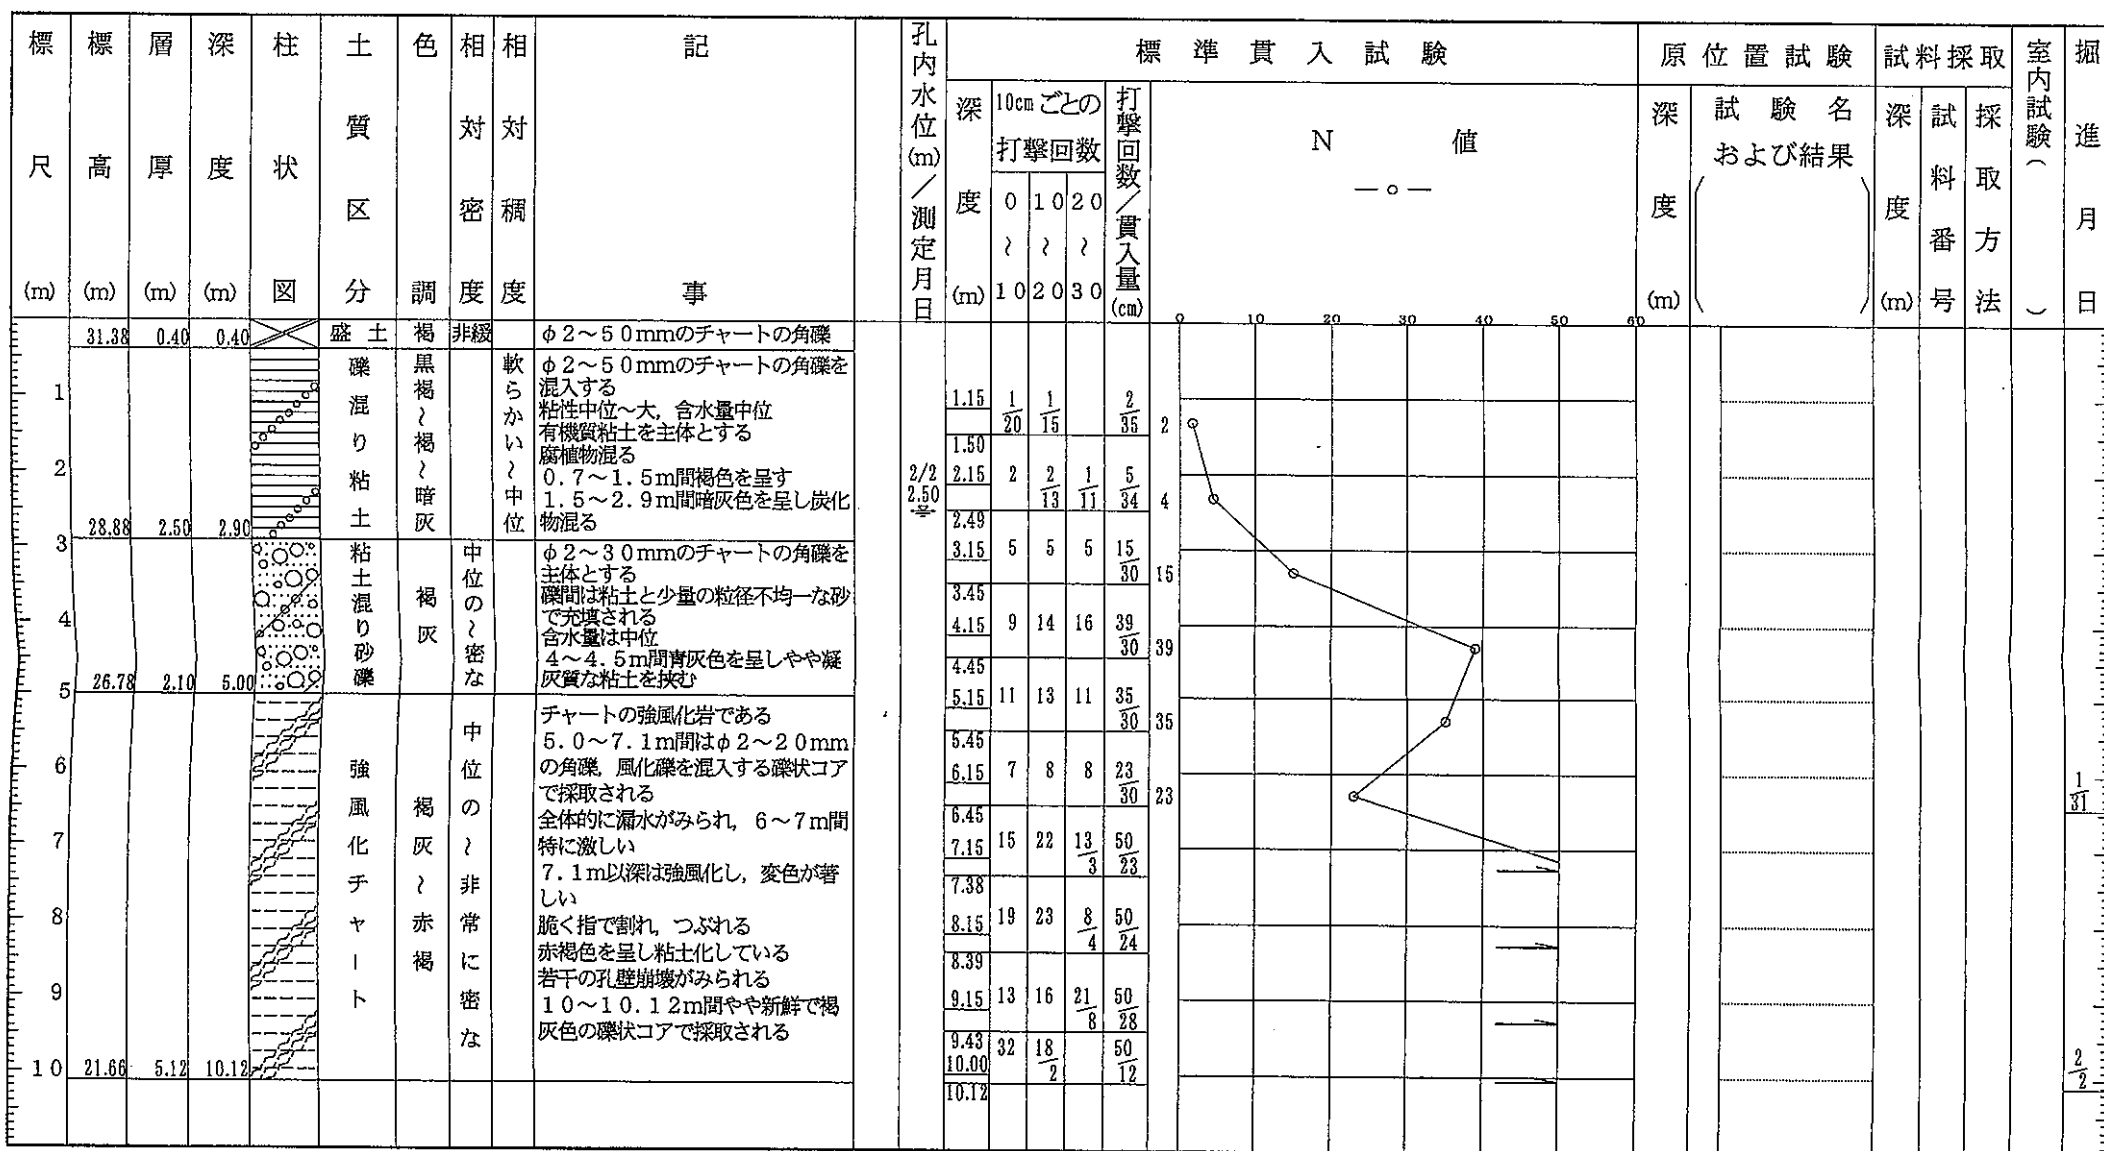 標尺(m)
標高(m)
層厚(m)
深度(m)
柱状図
土質区分
色調
相対密度
相対稠度
記事
孔内水位(m)/測定月日
標準貫入試験
深度(m)
10cmごとの
打撃回数
0~10
10~20
20~30
打撃回数/貫入量(cm)
N値
原位置試験
深度(m)
試験名
および結果
試料採取
深度(m)
試料番号
採取方法
室内試験( )
掘進月日
0 10 20 30 40 50 60
31.38 0.40 0.40 盛土 褐 非緩
φ2~50mmのチャートの角礫
28.88 2.50 2.90
礫混り粘土
黒褐~褐~暗灰
軟らかい~中位
φ2~50mmのチャートの角礫を
混入する
粘性中位~大,含水量中位
有機質粘土を主体とする
腐植物混る
0.7~1.5m間褐色を呈す
1.5~2.9m間暗灰色を呈し炭化
物混る
26.78 2.10 5.00
粘土混り砂礫
褐灰
中位の~密な
φ2~30mmのチャートの角礫を
主体とする
礫間は粘土と少量の粒径不均一な砂
で充填される
含水量は中位
4~4.5m間青灰色を呈しやや凝
灰質な粘土を挟む
21.66 5.12 10.12
強風化チャート
褐灰~赤褐
中位の~非常に密な
チャートの強風化岩である
5.0~7.1m間はφ2~20mm
の角礫,風化礫を混入する礫状コア
で採取される
全体的に漏水がみられ,6~7m間
特に激しい
7.1m以深は強風化し,変色が著
しい
脆く指で割れ,つぶれる
赤褐色を呈し粘土化している
若干の孔壁崩壊がみられる
10~10.12m間やや新鮮で褐
灰色の礫状コアで採取される
1
2
3
4
5
6
7
8
9
10
2/2
2.50
1.15 1/20 1/15 2/35 2
1.50
2.15 2 2/13 1/11 5/34 4
2.49
3.15 5 5 5 15/30 15
3.45
4.15 9 14 16 39/30 39
4.45
5.15 11 13 11 35/30 35
5.45
6.15 7 8 8 23/30 23
6.45
7.15 15 22 13/3 50/23
7.38
8.15 19 23 8/4 50/24
8.39
9.15 13 16 21/8 50/28
9.43
10.00 32 18/2 50/12
10.12
1/31
2/2